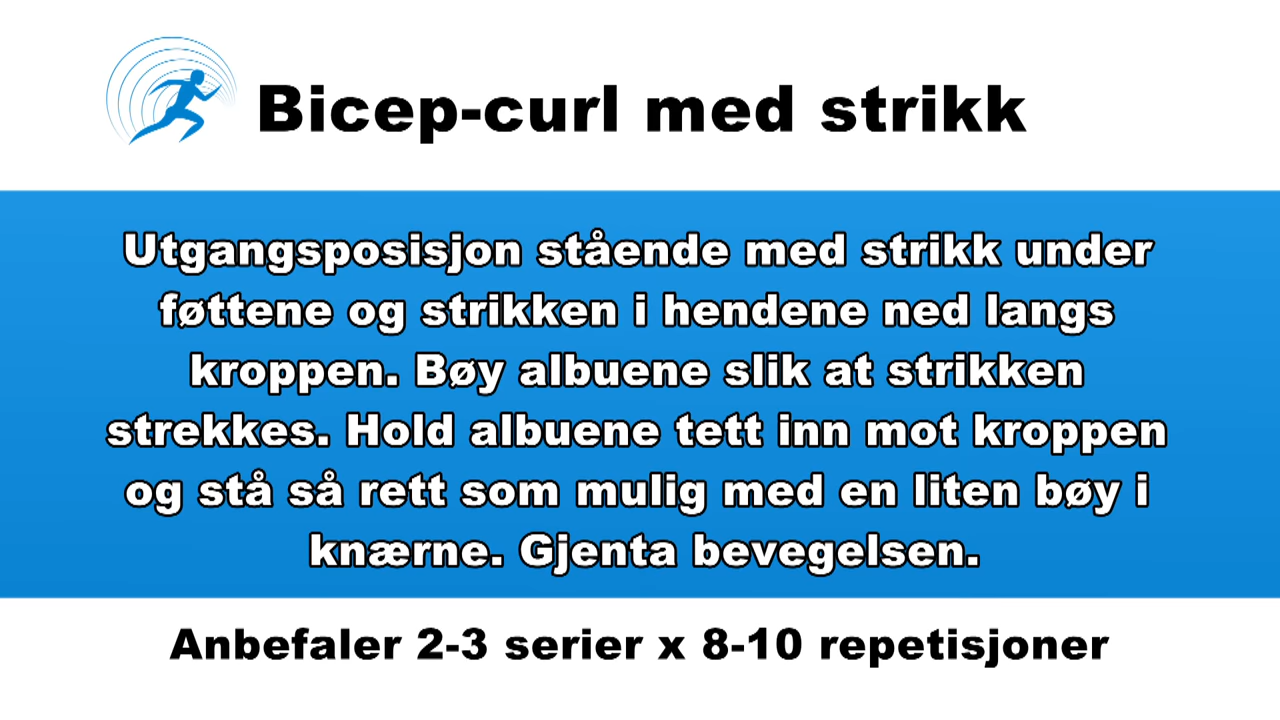 Bicep-curl med strikk
Utgangsposisjon stående med strikk under
føttene og strikken i hendene ned langs
kroppen. Bøy albuene slik at strikken
strekkes. Hold albuene tett inn mot kroppen
og stå så rett som mulig med en liten bøy i
knærne. Gjenta bevegelsen.
Anbefaler 2-3 serier x 8-10 repetisjoner